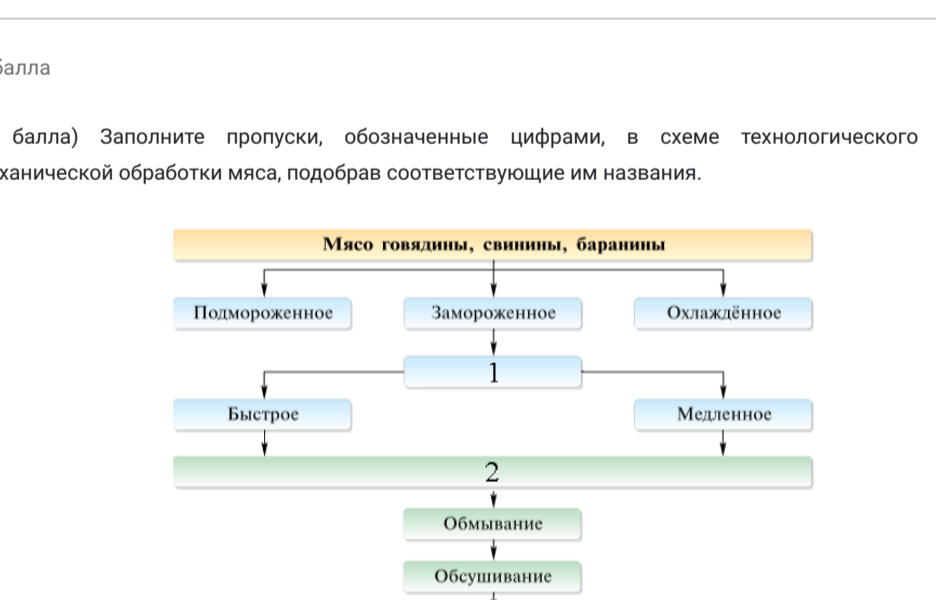 балла
балла) Заполните пропуски, обозначенные цифрами, в схеме технологического
ханической обработки мяса, подобрав соответствующие им названия.
Мясо говядины, свинины, баранины
Подмороженное Замороженное Охлаждённое
1
Быстрое Медленное
2
Обмывание
Обсушивание